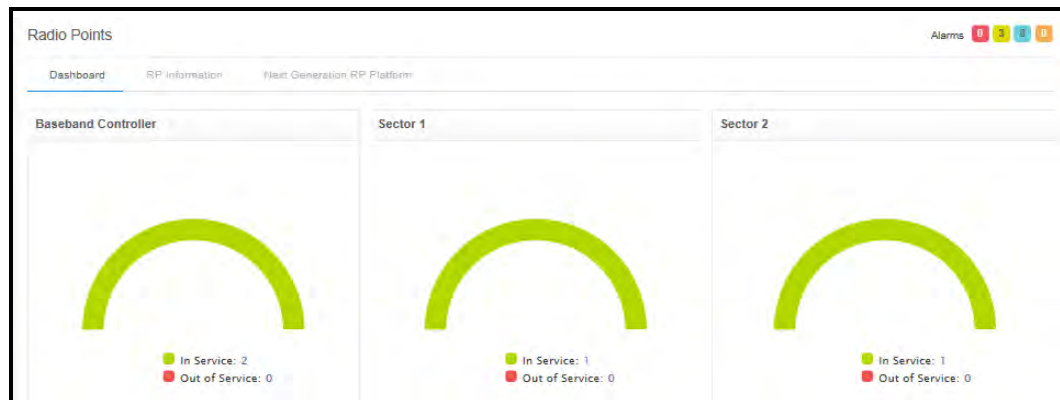 Radio Points
Alarms 0 3 0
Dashboard RP Information Next Generation RP Platform
Baseband Controller
Sector 1
Sector 2
In Service: 2
Out of Service: 0
In Service: 1
Out of Service: 0
In Service: 1
Out of Service: 0